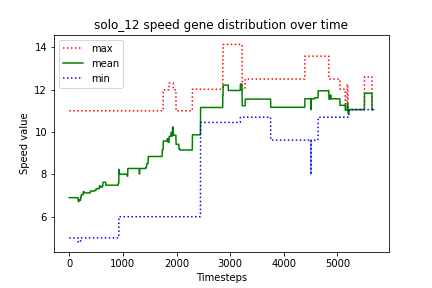 solo_12 speed gene distribution over time
max
mean
min
Speed value
14
12
10
8
6
0
1000
2000
3000
4000
5000
Timesteps